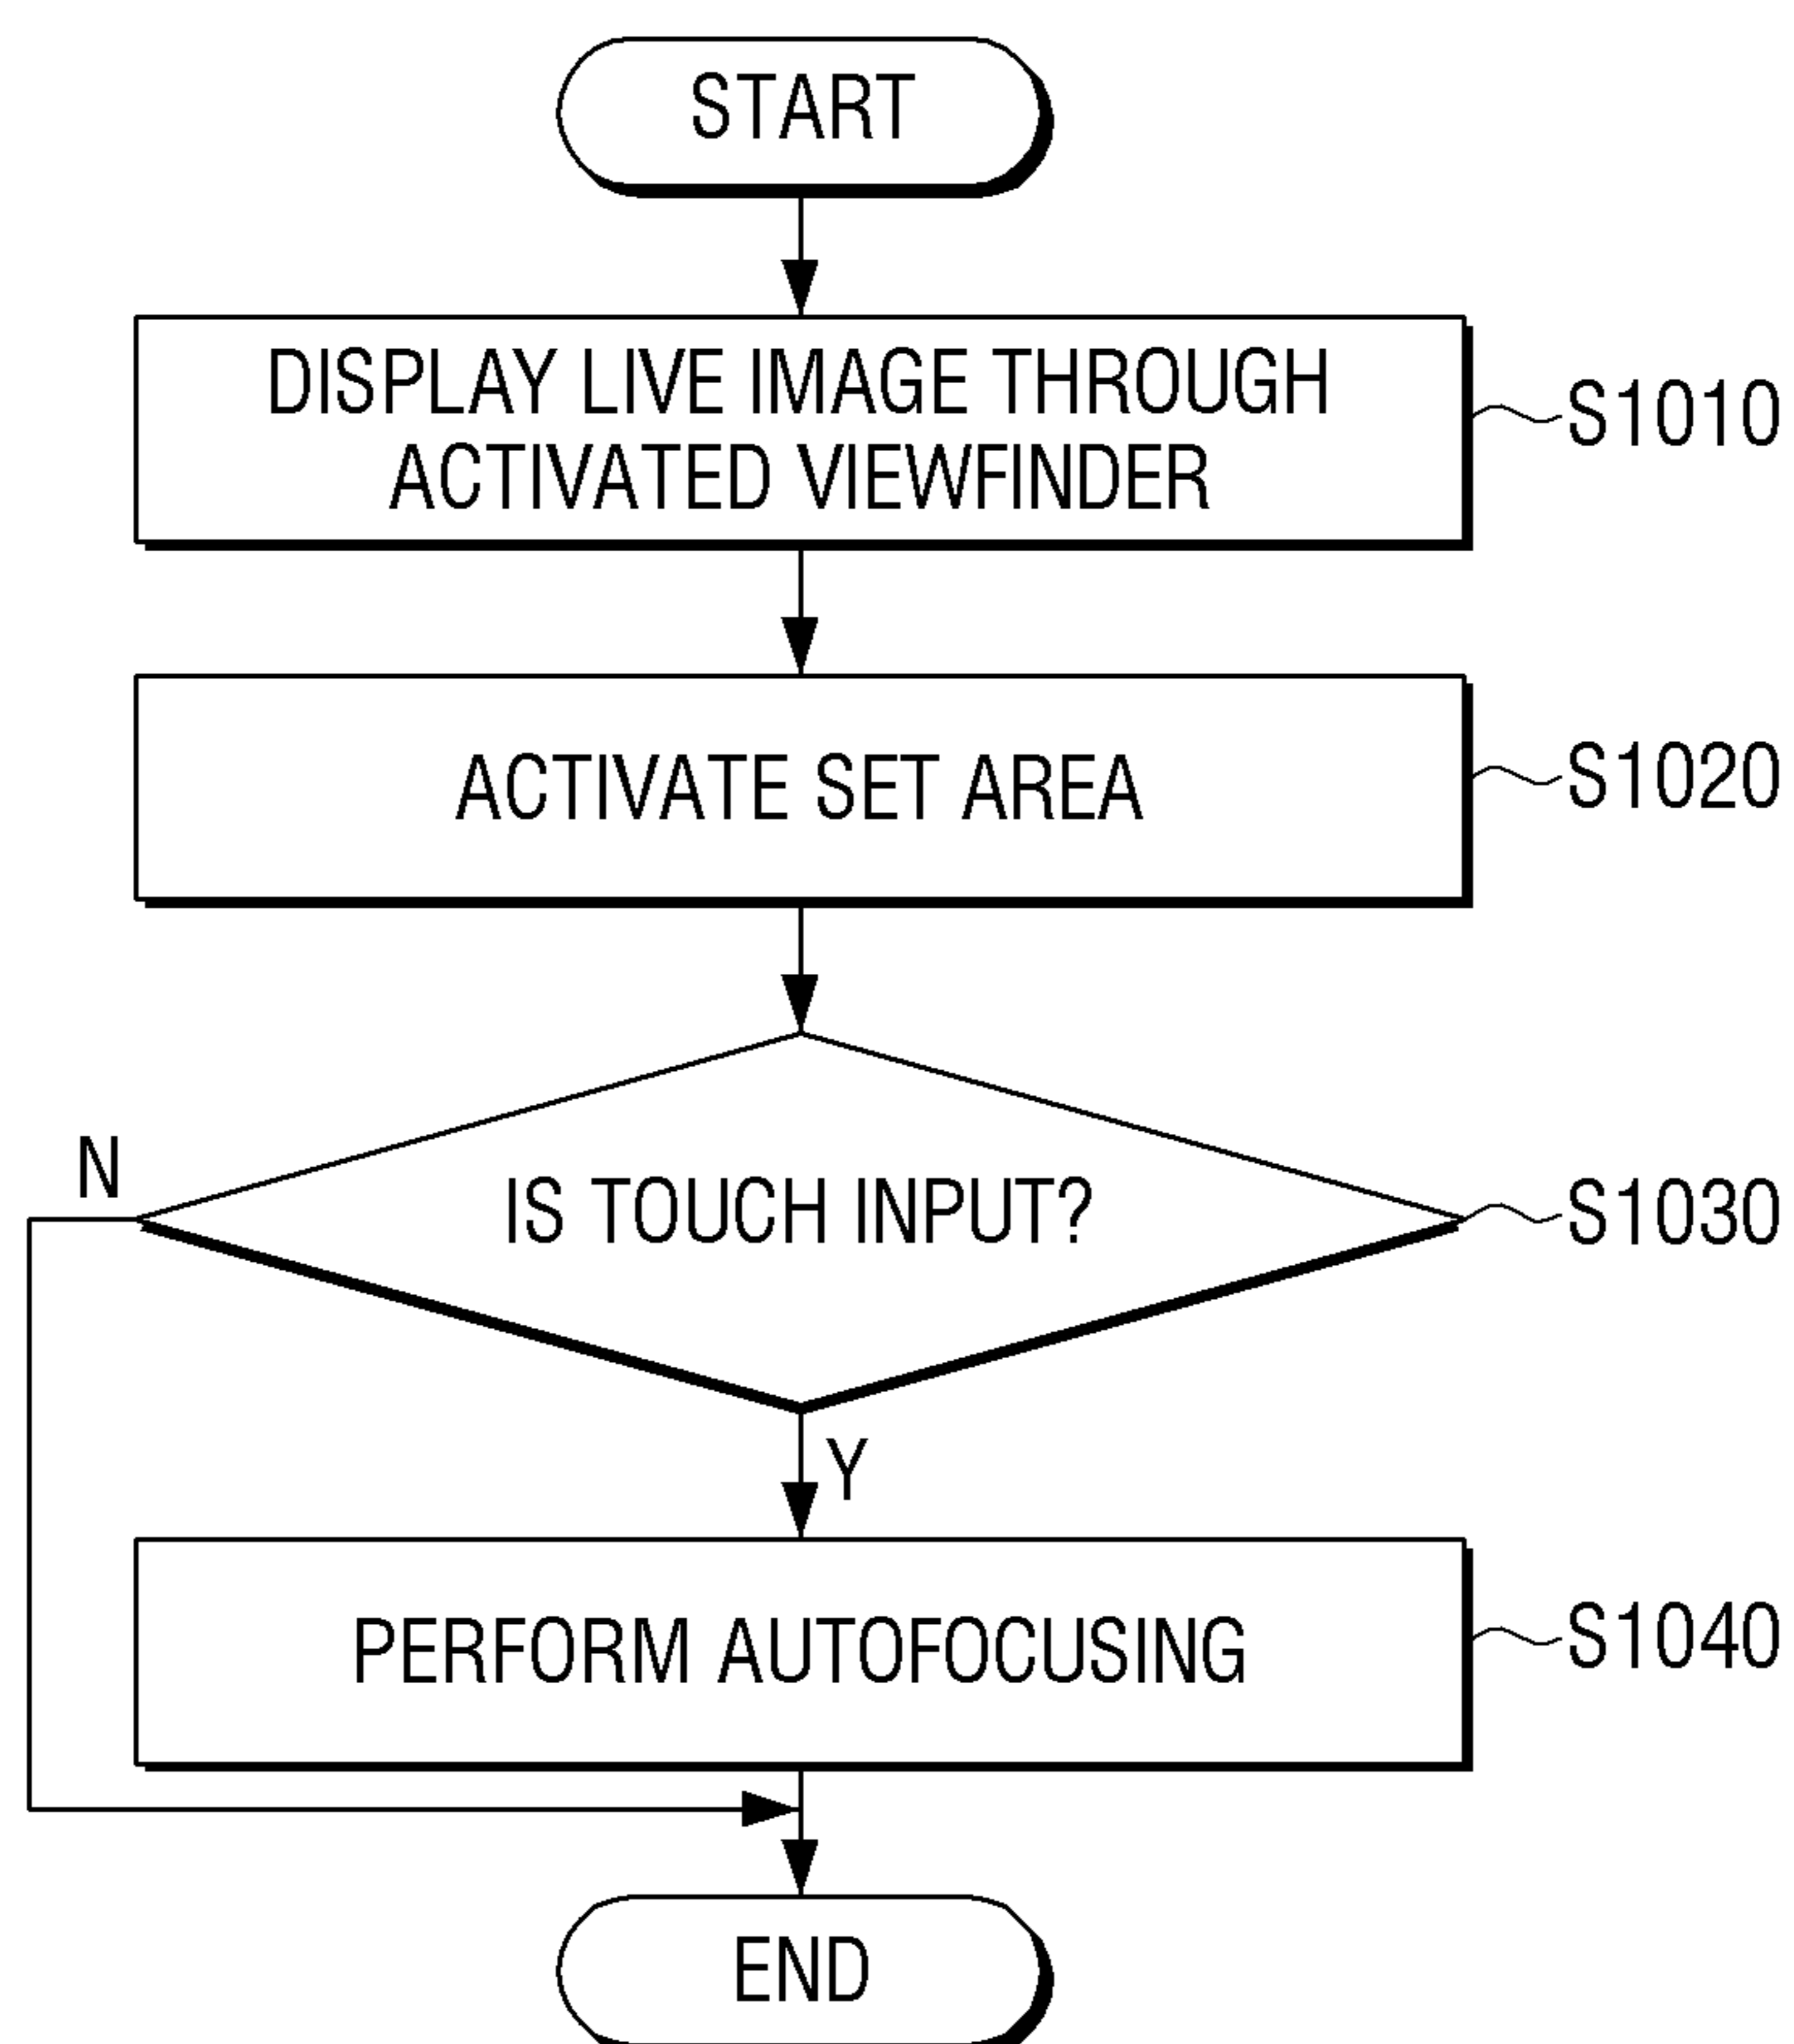 START
DISPLAY LIVE IMAGE THROUGH
ACTIVATED VIEWFINDER
S1010
ACTIVATE SET AREA
S1020
N
IS TOUCH INPUT?
S1030
Y
PERFORM AUTOFOCUSING
S1040
END